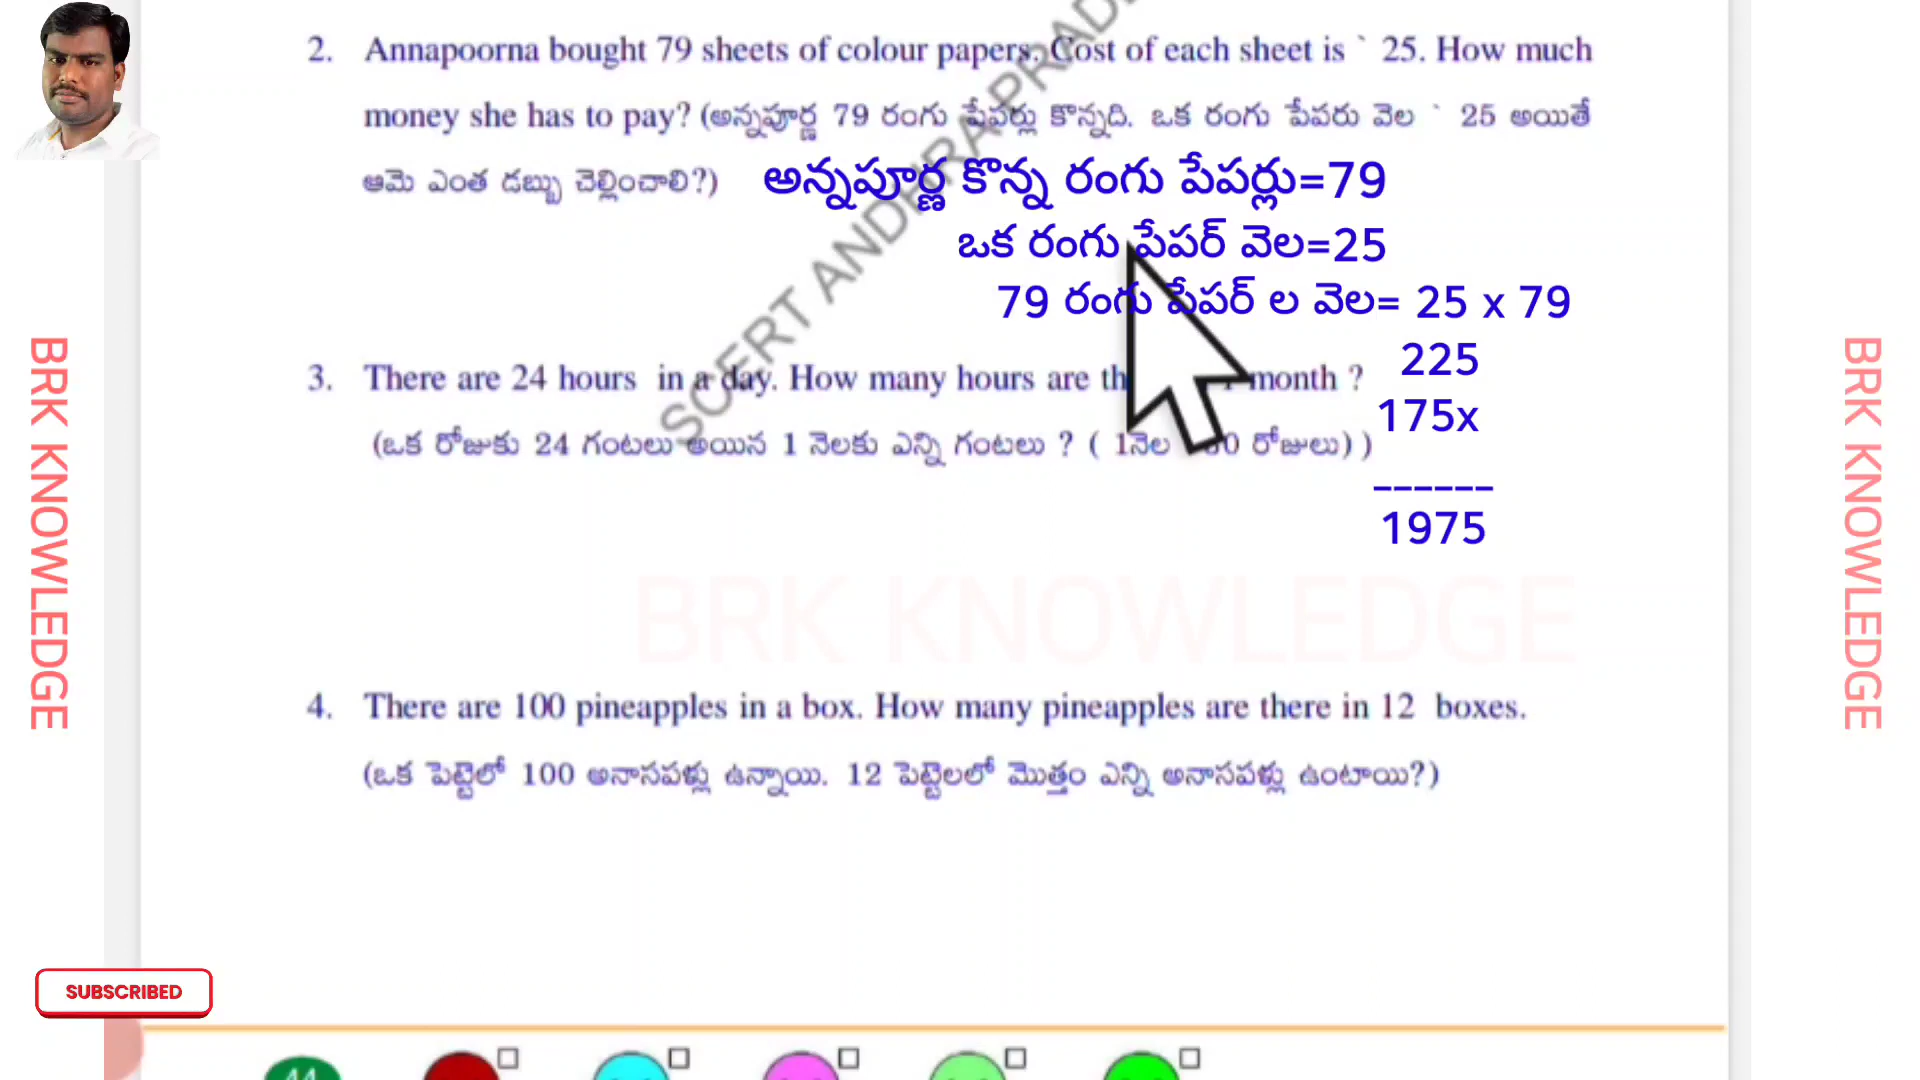 2. Annapoorna bought 79 sheets of colour papers. Cost of each sheet is ` 25. How much
money she has to pay? (అన్నపూర్ణ 79 రంగు పేపర్లు కొన్నది. ఒక రంగు పేపరు వెల ` 25 అయితే
ఆమె ఎంత డబ్బు చెల్లించాలి?)
అన్నపూర్ణ కొన్న రంగు పేపర్లు=79
ఒక రంగు పేపర్ వెల=25
79 రంగు పేపర్ ల వెల= 25 x 79
225
175x
------
1975
3. There are 24 hours in a day. How many hours are month ?
(ఒక రోజుకు 24 గంటలు అయిన 1 నెలకు ఎన్ని గంటలు ? ( 1నెల రోజులు) )
4. There are 100 pineapples in a box. How many pineapples are there in 12 boxes.
(ఒక పెట్టెలో 100 అనాసపళ్లు ఉన్నాయి. 12 పెట్టెలలో మొత్తం ఎన్ని అనాసపళ్లు ఉంటాయి?)
SCERT ANDHRA
BRK KNOWLEDGE
BRK KNOWLEDGE
BRK KNOWLEDGE
SUBSCRIBED
44